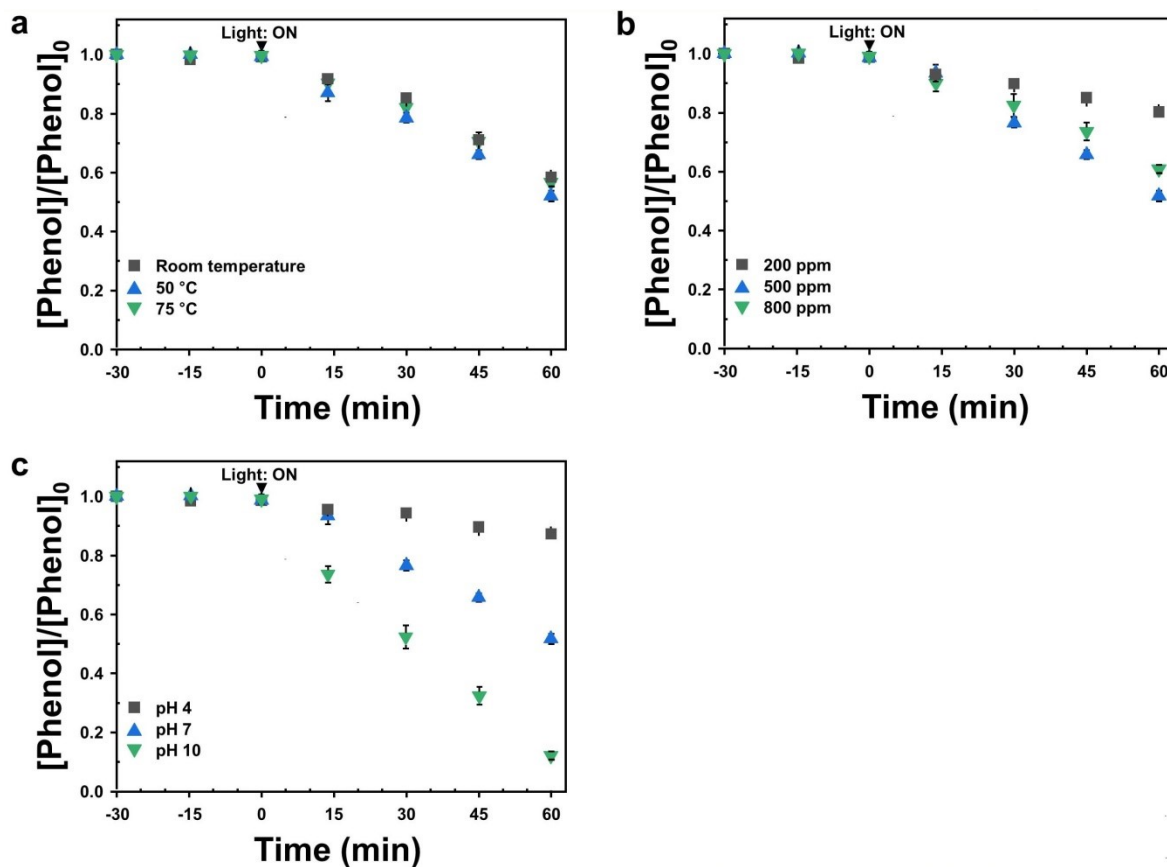 a
Light: ON
[Phenol]/[Phenol]0
1.0
0.8
0.6
0.4
0.2
0.0
Room temperature
50 °C
75 °C
-30 -15 0 15 30 45 60
Time (min)
b
Light: ON
[Phenol]/[Phenol]0
1.0
0.8
0.6
0.4
0.2
0.0
200 ppm
500 ppm
800 ppm
-30 -15 0 15 30 45 60
Time (min)
c
Light: ON
[Phenol]/[Phenol]0
1.0
0.8
0.6
0.4
0.2
0.0
pH 4
pH 7
pH 10
-30 -15 0 15 30 45 60
Time (min)